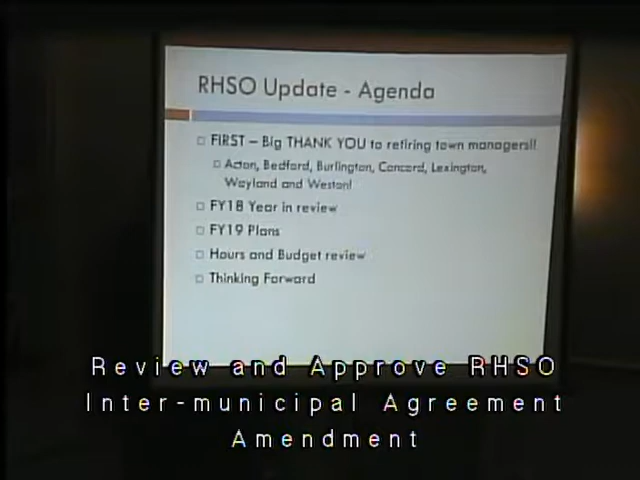 RHSO Update - Agenda
FIRST – Big THANK YOU to retiring town managers!!
Acton, Bedford, Burlington, Concord, Lexington,
Wayland and Weston!
FY18 Year in review
FY19 Plans
Hours and Budget review
Thinking Forward
Review and Approve RHSO
Inter-municipal Agreement
Amendment